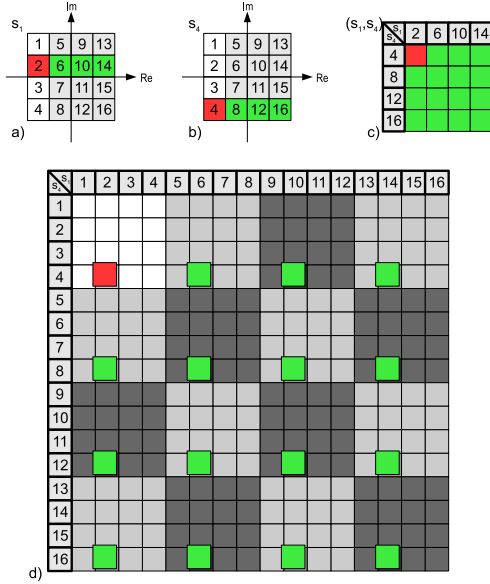 s1 Im
1 5 9 13
2 6 10 14 Re
3 7 11 15
4 8 12 16
a)
s4 Im
1 5 9 13
2 6 10 14 Re
3 7 11 15
4 8 12 16
b)
(s1,s4) s4 s1 2 6 10 14
4
8
12
16
c)
s4 s1 1 2 3 4 5 6 7 8 9 10 11 12 13 14 15 16
1
2
3
4
5
6
7
8
9
10
11
12
13
14
15
16
d)